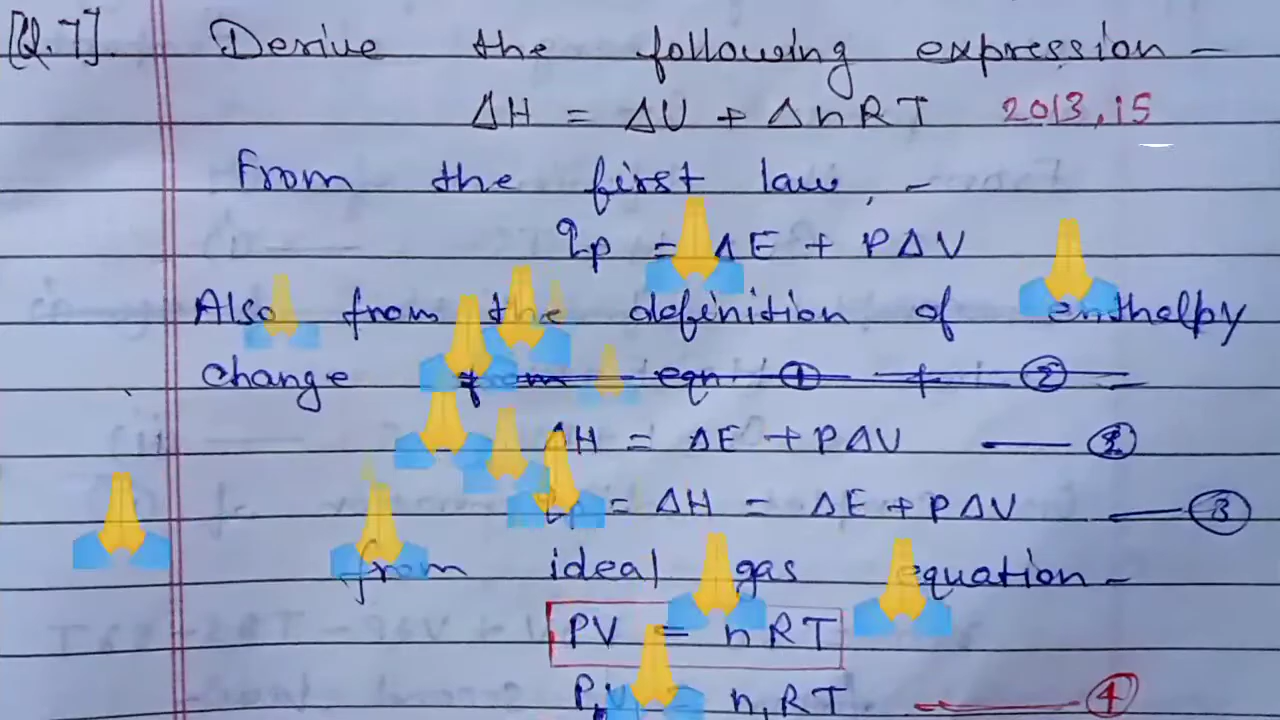 [Q.7]. Derive the following expression –
ΔH = ΔU + ΔnRT 2013,15
From the first law, –
qp = ΔE + PΔV
Also from the definition of enthalpy
change from eqn ① + ②
ΔH = ΔE + PΔV —— ②
= ΔH = ΔE + PΔV —— ③
from ideal gas equation –
PV = nRT
n₁RT —— ④